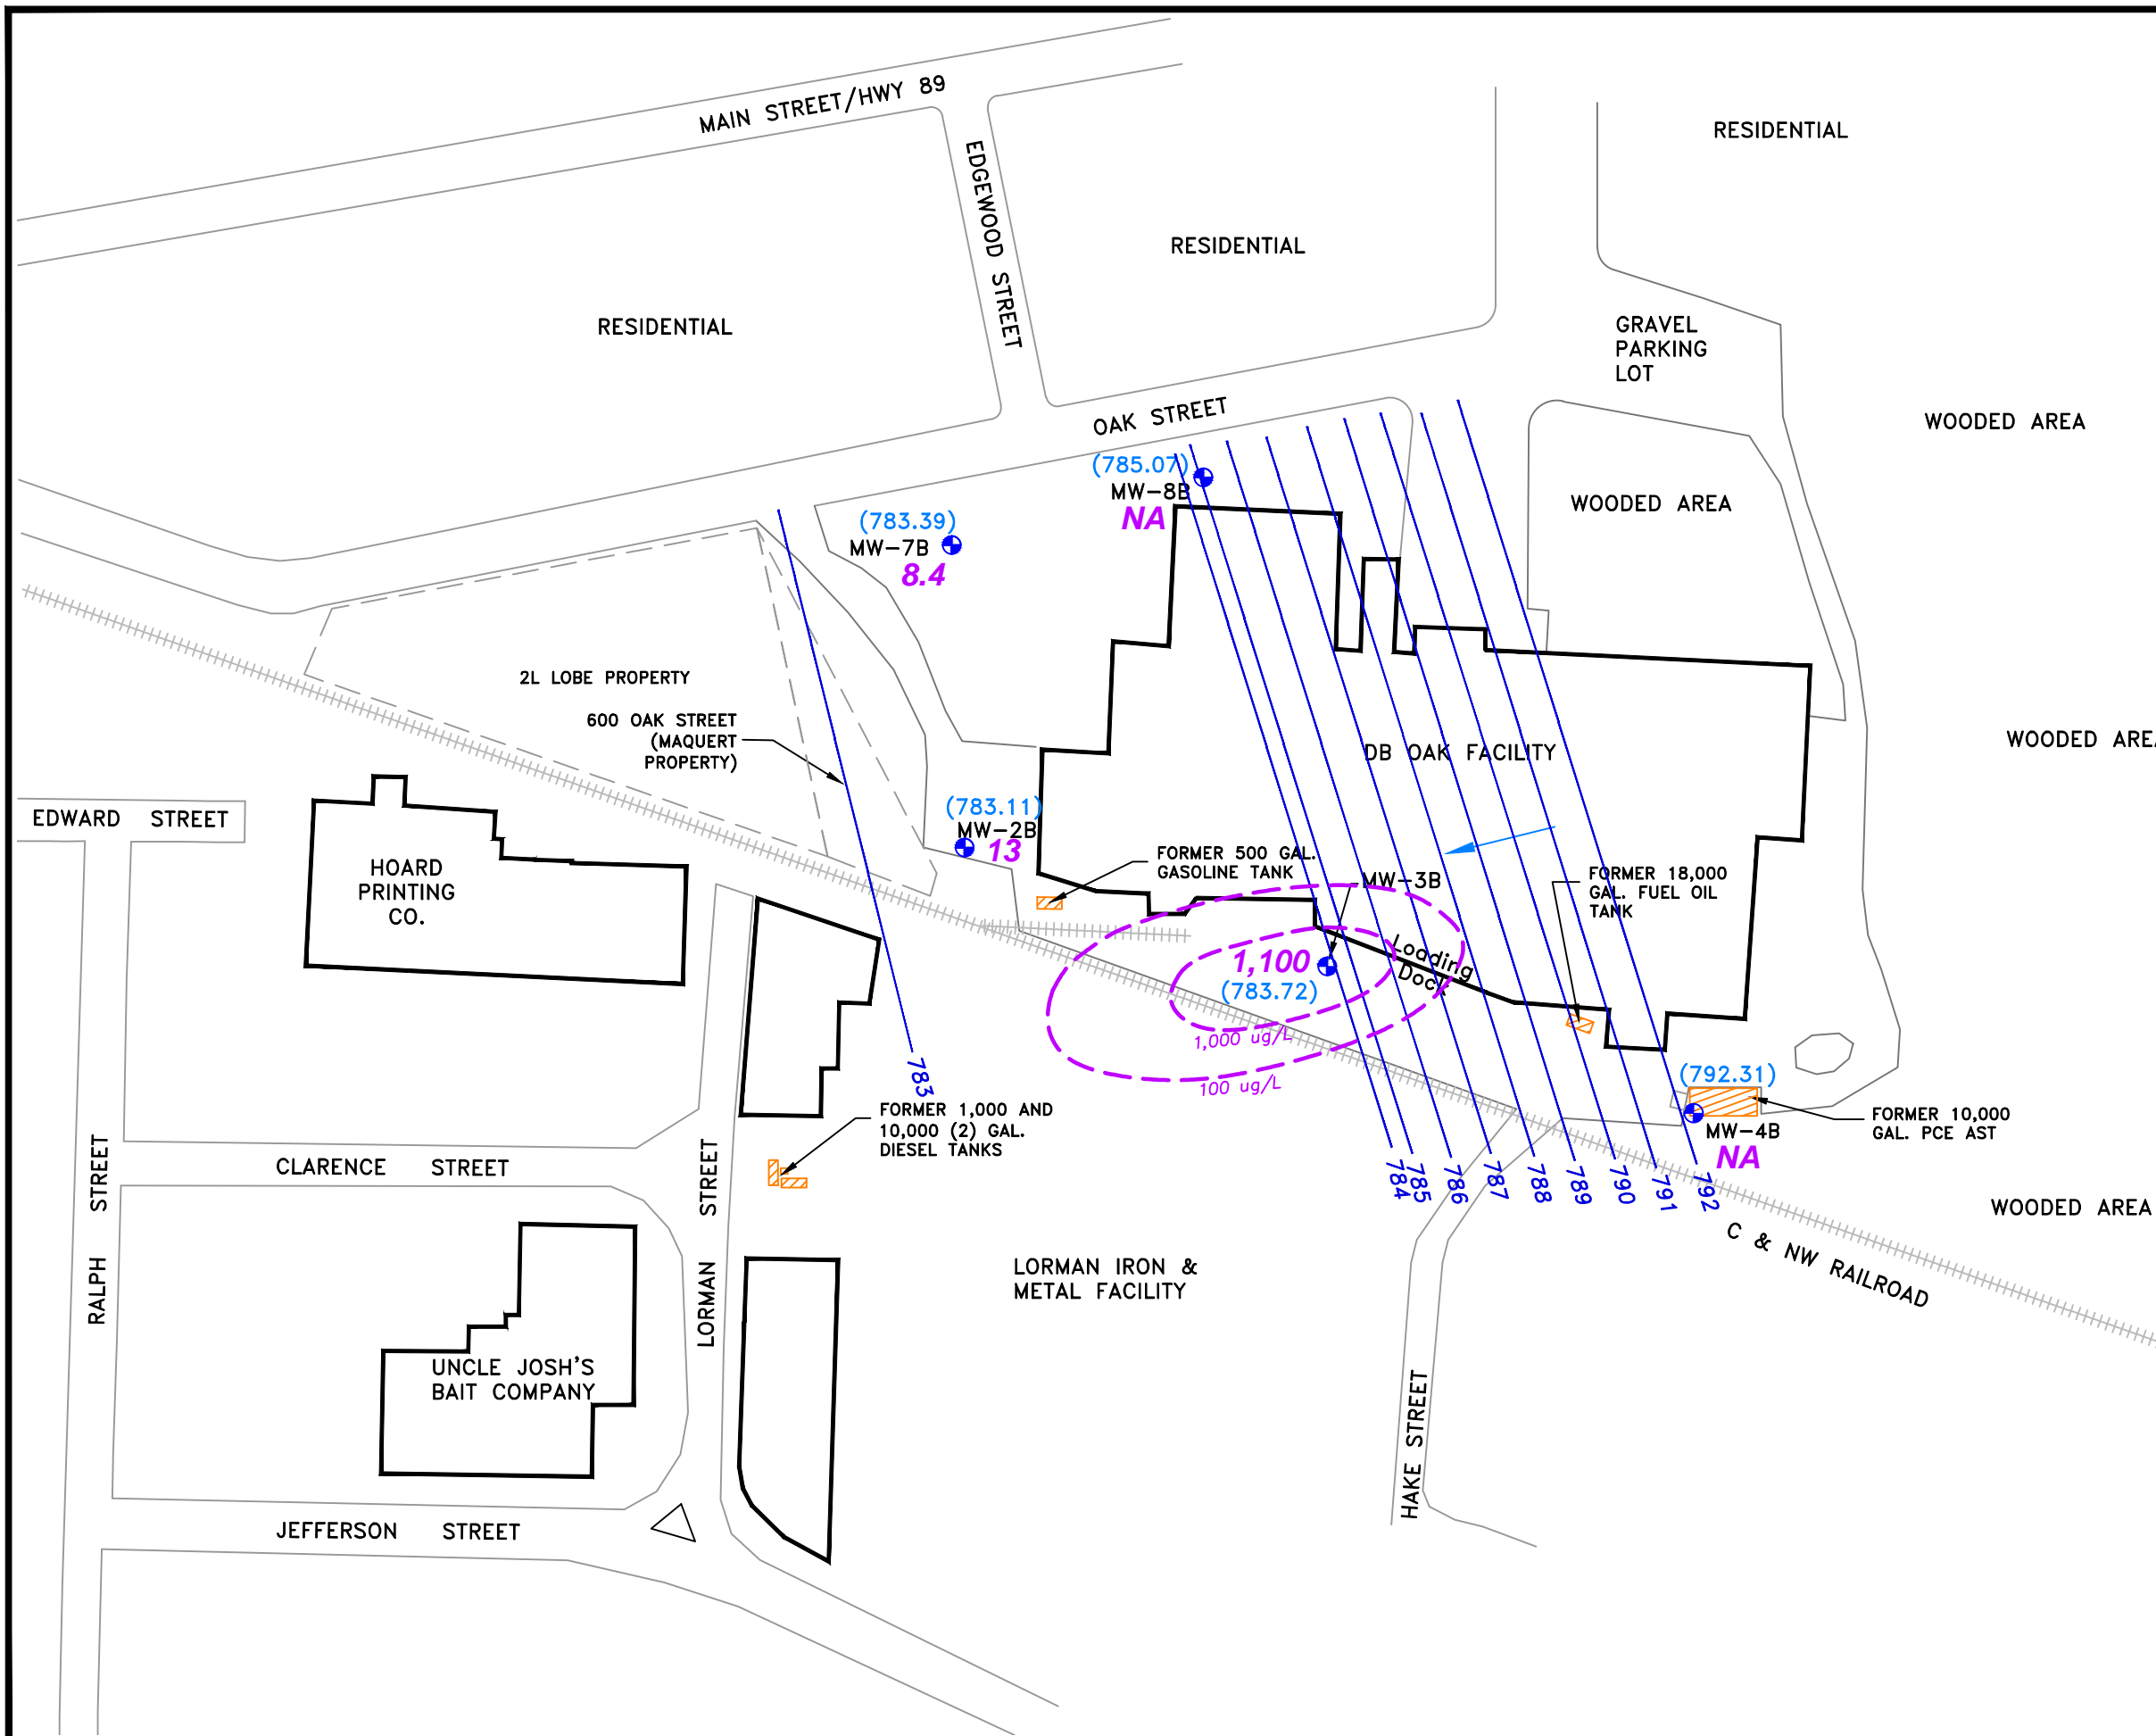 MAIN STREET/HWY 89
EDGEWOOD STREET
RESIDENTIAL
RESIDENTIAL
RESIDENTIAL
GRAVEL
PARKING
LOT
OAK STREET
WOODED AREA
WOODED AREA
(785.07)
MW-8B
NA
(783.39)
MW-7B
8.4
2L LOBE PROPERTY
600 OAK STREET
(MAQUERT
PROPERTY)
DB OAK FACILITY
WOODED AREA
EDWARD STREET
(783.11)
MW-2B
13
HOARD
PRINTING
CO.
FORMER 500 GAL.
GASOLINE TANK
MW-3B
FORMER 18,000
GAL. FUEL OIL
TANK
1,100
(783.72)
Loading
Dock
1,000 ug/L
100 ug/L
783
(792.31)
MW-4B
NA
FORMER 10,000
GAL. PCE AST
FORMER 1,000 AND
10,000 (2) GAL.
DIESEL TANKS
CLARENCE STREET
RALPH STREET
LORMAN STREET
784
785
786
787
788
789
790
791
792
WOODED AREA
C & NW RAILROAD
LORMAN IRON &
METAL FACILITY
UNCLE JOSH'S
BAIT COMPANY
HAKE STREET
JEFFERSON STREET